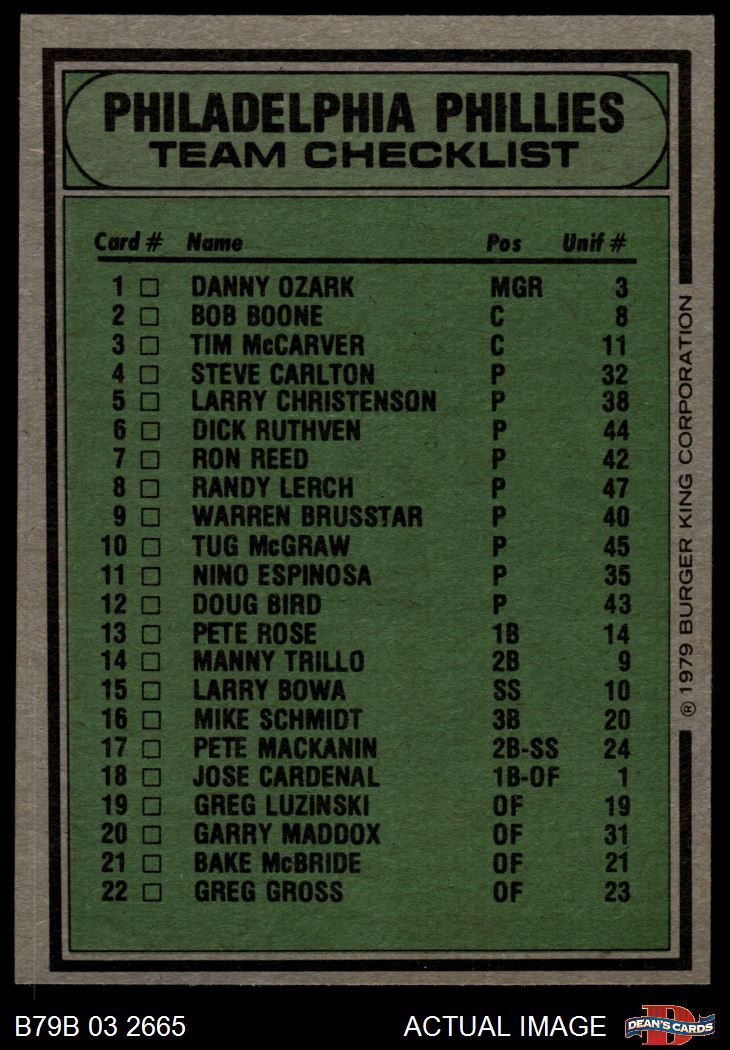 PHILADELPHIA PHILLIES
TEAM CHECKLIST
Card # Name Pos Unif #
1 DANNY OZARK MGR 3
2 BOB BOONE C 8
3 TIM McCARVER C 11
4 STEVE CARLTON P 32
5 LARRY CHRISTENSON P 38
6 DICK RUTHVEN P 44
7 RON REED P 42
8 RANDY LERCH P 47
9 WARREN BRUSSTAR P 40
10 TUG McGRAW P 45
11 NINO ESPINOSA P 35
12 DOUG BIRD P 43
13 PETE ROSE 1B 14
14 MANNY TRILLO 2B 9
15 LARRY BOWA SS 10
16 MIKE SCHMIDT 3B 20
17 PETE MACKANIN 2B-SS 24
18 JOSE CARDENAL 1B-OF 1
19 GREG LUZINSKI OF 19
20 GARRY MADDOX OF 31
21 BAKE McBRIDE OF 21
22 GREG GROSS OF 23
® 1979 BURGER KING CORPORATION
B79B 03 2665 ACTUAL IMAGE
D
DEAN'S CARDS